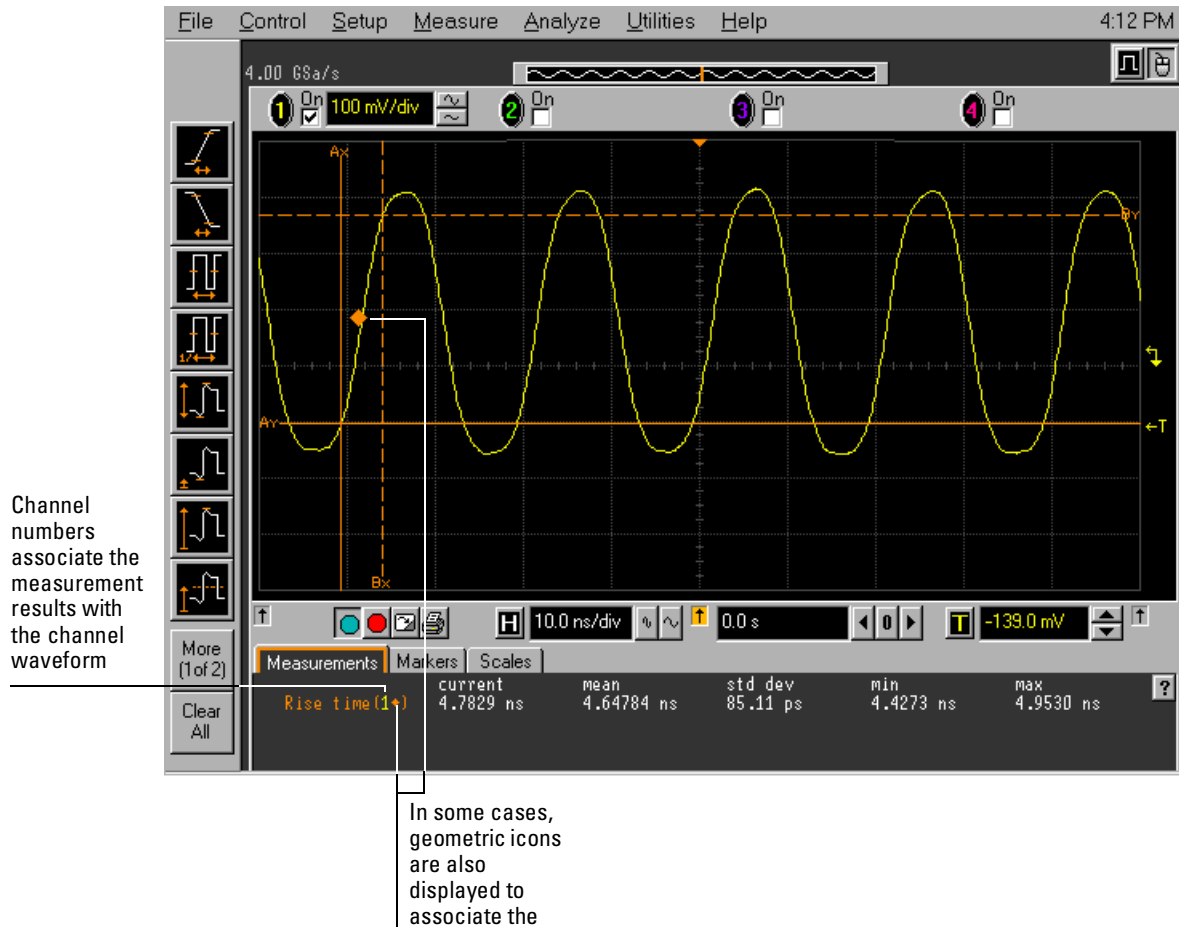 File Control Setup Measure Analyze Utilities Help 4:12 PM
4.00 GSa/s
1 On 100 mV/div 2 On 3 On 4 On
Ax
By
Ay
T
Bx
H 10.0 ns/div 0.0 s 0 T -139.0 mV
More
(1of 2)
Clear
All
Measurements Markers Scales
current mean std dev min max ?
Rise time(1) 4.7829 ns 4.64784 ns 85.11 ps 4.4273 ns 4.9530 ns
Channel
numbers
associate the
measurement
results with
the channel
waveform
In some cases,
geometric icons
are also
displayed to
associate the